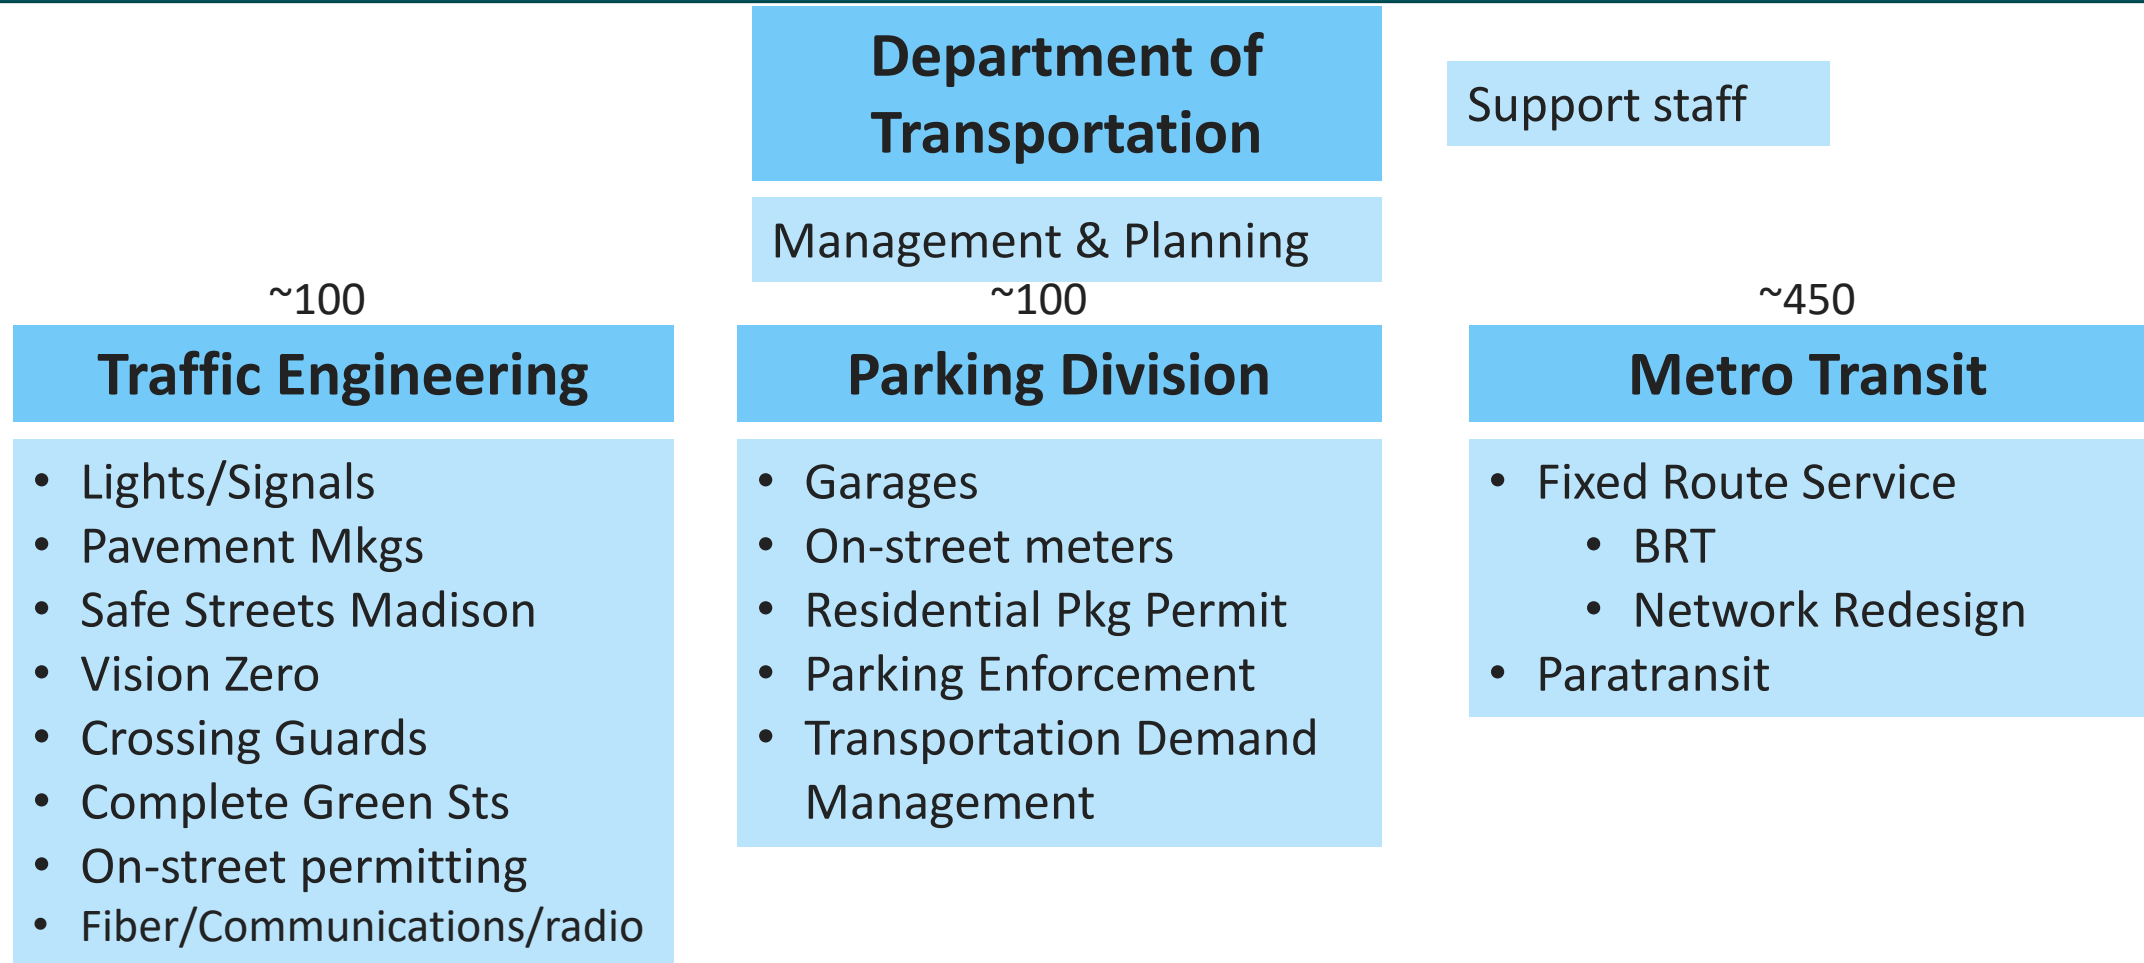 Department of
Transportation
Support staff
Management & Planning
~100
~100
~450
Traffic Engineering
Parking Division
Metro Transit
• Lights/Signals
• Pavement Mkgs
• Safe Streets Madison
• Vision Zero
• Crossing Guards
• Complete Green Sts
• On-street permitting
• Fiber/Communications/radio
• Garages
• On-street meters
• Residential Pkg Permit
• Parking Enforcement
• Transportation Demand
Management
• Fixed Route Service
• BRT
• Network Redesign
• Paratransit